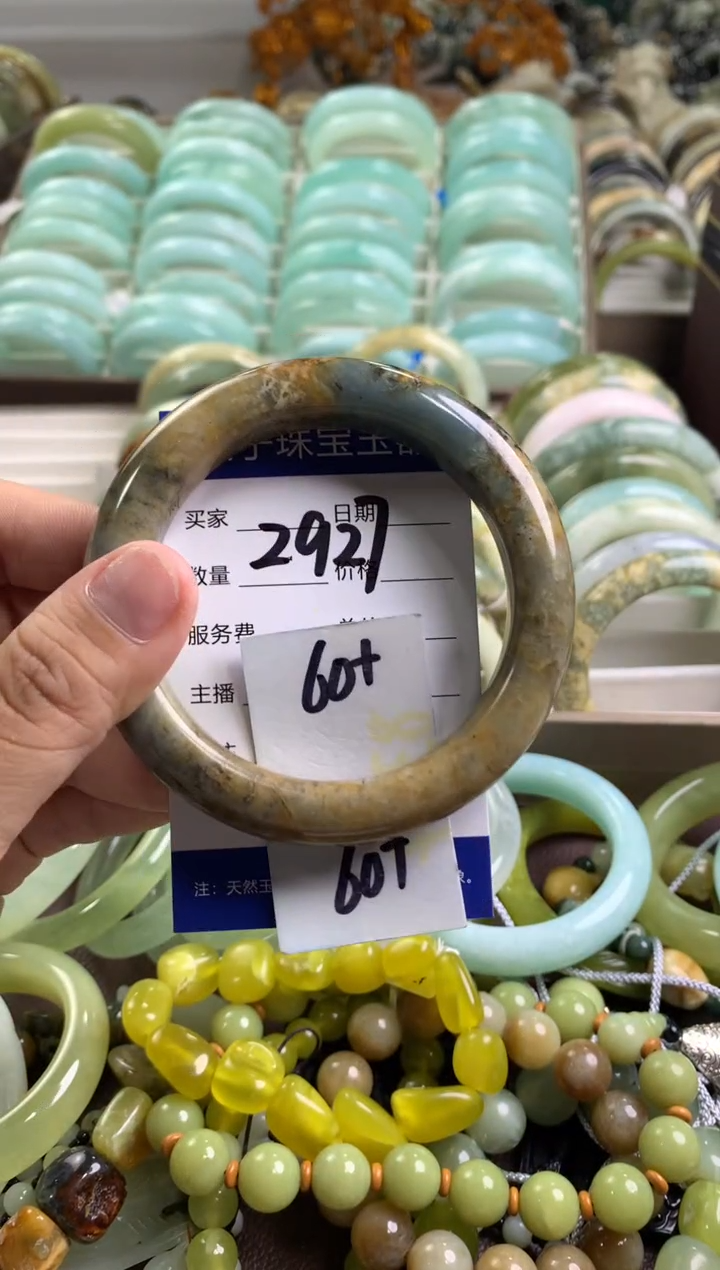 珠宝玉
买家 日期
2927
数量 价格
服务费
60+
主播
60+
注：天然玉